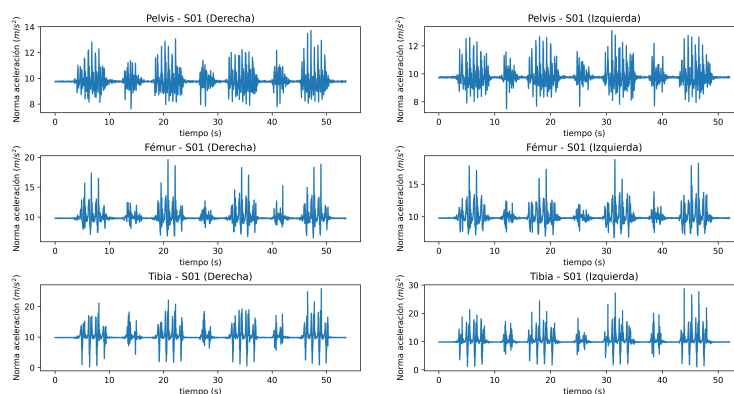 Pelvis - S01 (Derecha)
Norma aceleración (m/s²)
14
12
10
8
0 10 20 30 40 50
tiempo (s)
Pelvis - S01 (Izquierda)
Norma aceleración (m/s²)
12
10
8
0 10 20 30 40 50
tiempo (s)
Fémur - S01 (Derecha)
Norma aceleración (m/s²)
20
15
10
0 10 20 30 40 50
tiempo (s)
Fémur - S01 (Izquierda)
Norma aceleración (m/s²)
15
10
0 10 20 30 40 50
tiempo (s)
Tibia - S01 (Derecha)
Norma aceleración (m/s²)
20
10
0
0 10 20 30 40 50
tiempo (s)
Tibia - S01 (Izquierda)
Norma aceleración (m/s²)
30
20
10
0
0 10 20 30 40 50
tiempo (s)